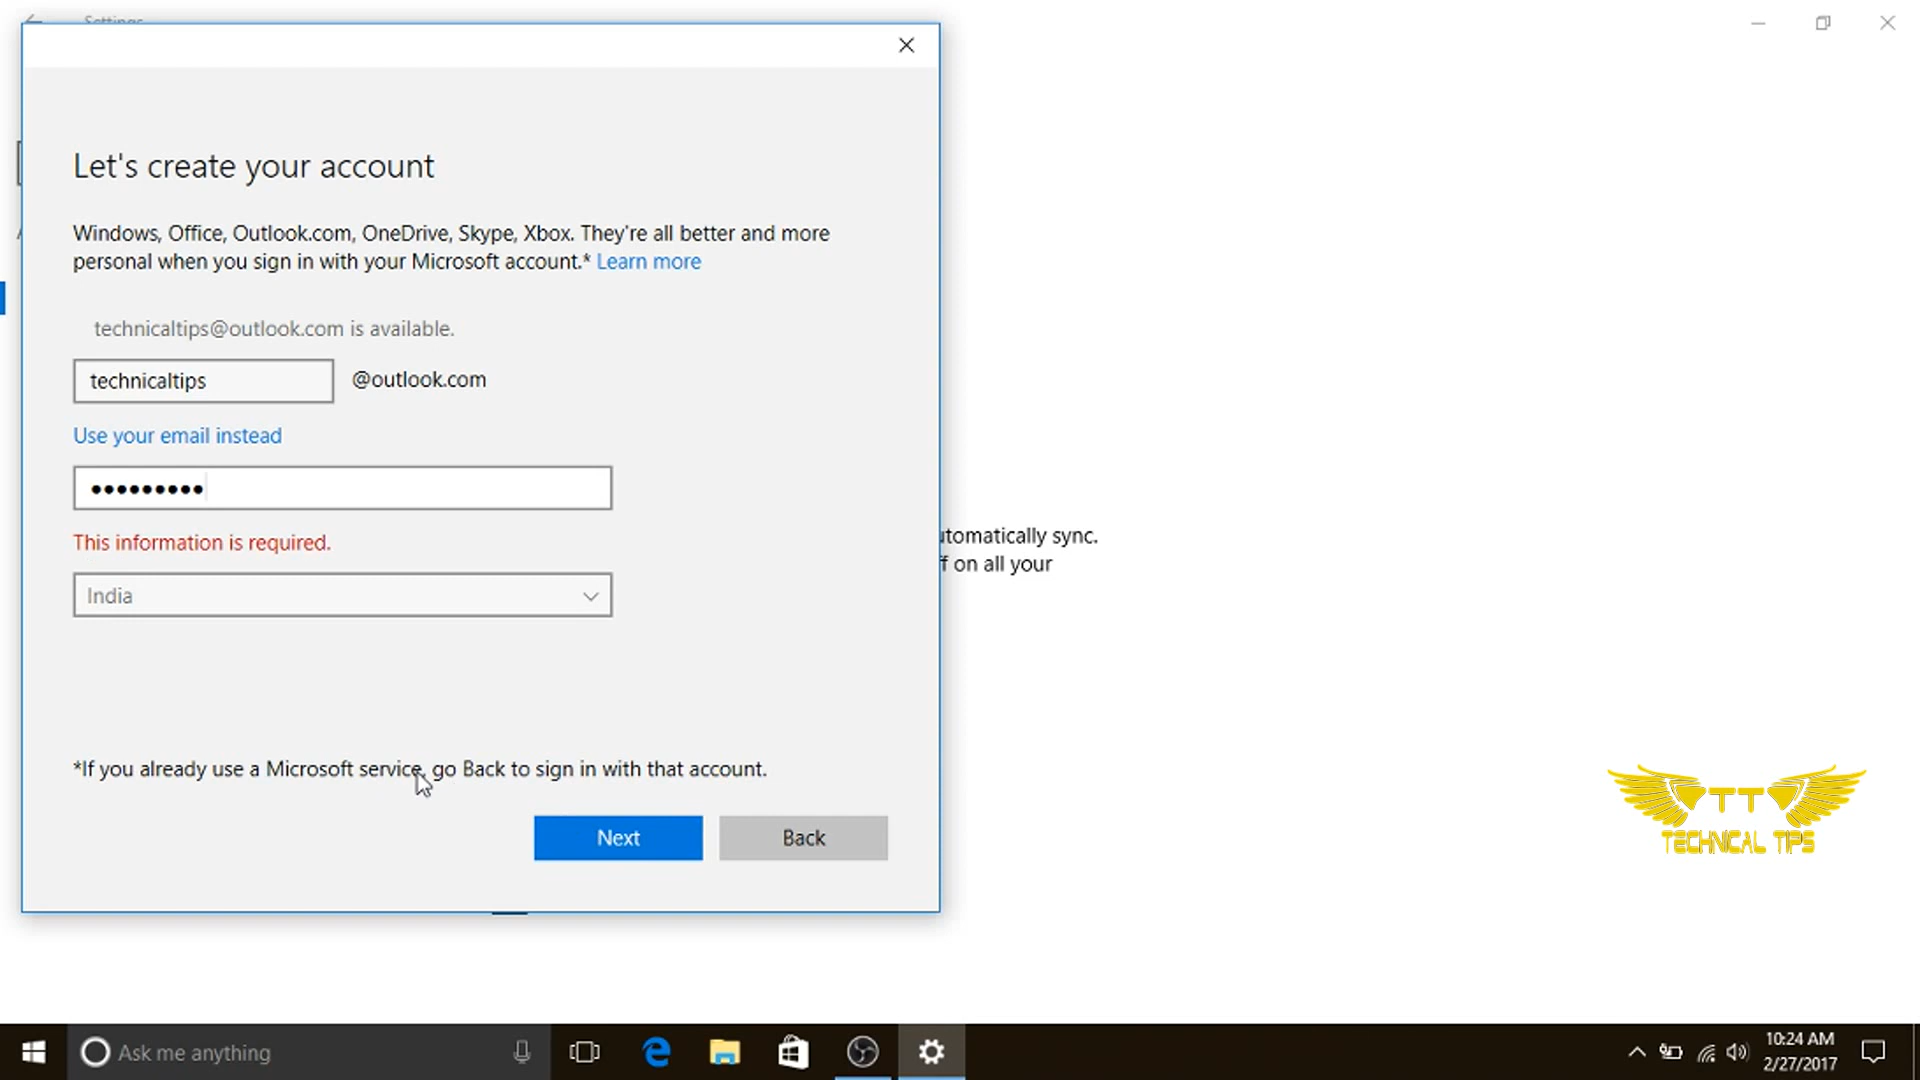 Settings
Let's create your account
Windows, Office, Outlook.com, OneDrive, Skype, Xbox. They're all better and more
personal when you sign in with your Microsoft account.* Learn more
technicaltips@outlook.com is available.
technicaltips @outlook.com
Use your email instead
This information is required.
India
utomatically sync.
f on all your
*If you already use a Microsoft service, go Back to sign in with that account.
Next Back
TT
TECHNICAL TIPS
Ask me anything
10:24 AM
2/27/2017